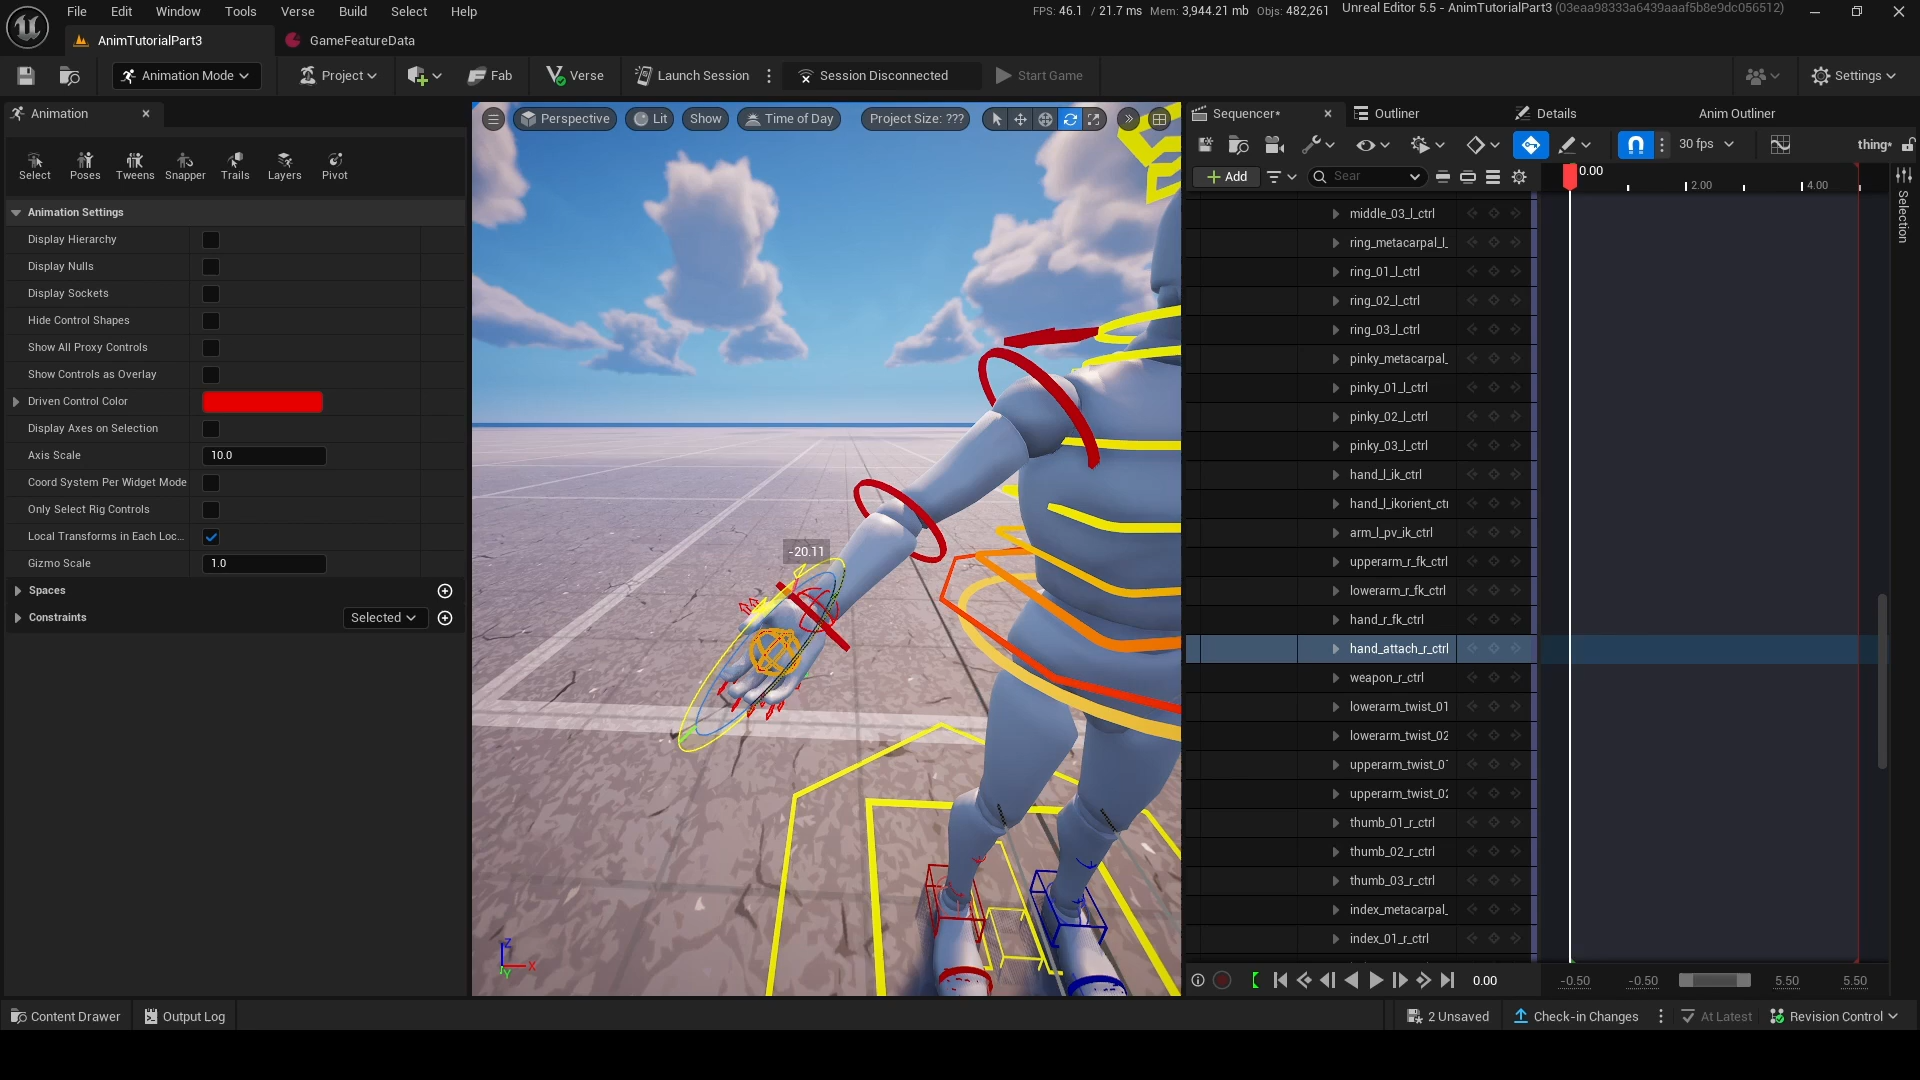 File Edit Window Tools Verse Build Select Help
FPS: 46.1 / 21.7 ms Mem: 3,944.21 mb Objs: 482,261 Unreal Editor 5.5 - AnimTutorialPart3 (03eaa98333a6439aaaf5b8e9dc056512)
AnimTutorialPart3
GameFeatureData
Animation Mode
Project
Fab
Verse
Launch Session
Session Disconnected
Start Game
Settings
Animation
Select Poses Tweens Snapper Trails Layers Pivot
Animation Settings
Display Hierarchy
Display Nulls
Display Sockets
Hide Control Shapes
Show All Proxy Controls
Show Controls as Overlay
Driven Control Color
Display Axes on Selection
Axis Scale 10.0
Coord System Per Widget Mode
Only Select Rig Controls
Local Transforms in Each Loc...
Gizmo Scale 1.0
Spaces
Constraints Selected
Perspective Lit Show Time of Day Project Size: ???
-20.11
Z
X
Y
Sequencer* Outliner Details Anim Outliner
30 fps thing*
Add Sear
0.00
2.00 4.00
Selection
middle_03_l_ctrl
ring_metacarpal_l_
ring_01_l_ctrl
ring_02_l_ctrl
ring_03_l_ctrl
pinky_metacarpal_
pinky_01_l_ctrl
pinky_02_l_ctrl
pinky_03_l_ctrl
hand_l_ik_ctrl
hand_l_ikorient_ctr
arm_l_pv_ik_ctrl
upperarm_r_fk_ctrl
lowerarm_r_fk_ctrl
hand_r_fk_ctrl
hand_attach_r_ctrl
weapon_r_ctrl
lowerarm_twist_01
lowerarm_twist_02
upperarm_twist_01
upperarm_twist_02
thumb_01_r_ctrl
thumb_02_r_ctrl
thumb_03_r_ctrl
index_metacarpal_
index_01_r_ctrl
0.00 -0.50 -0.50 5.50 5.50
Content Drawer Output Log 2 Unsaved Check-in Changes At Latest Revision Control